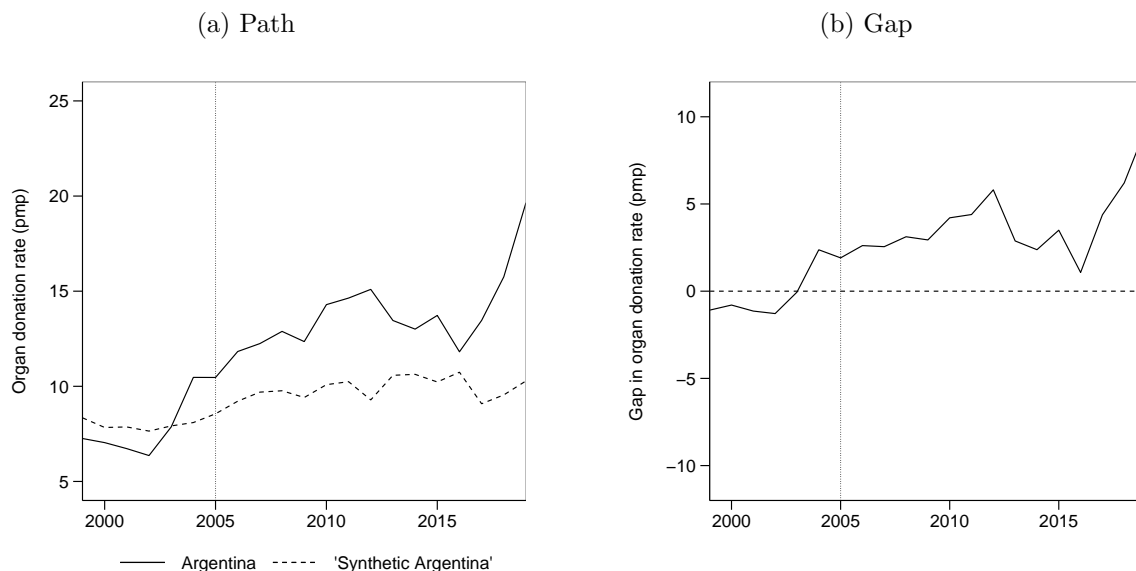 (a) Path
Organ donation rate (pmp)
25
20
15
10
5
2000 2005 2010 2015
Argentina 'Synthetic Argentina'
(b) Gap
Gap in organ donation rate (pmp)
10
5
0
−5
−10
2000 2005 2010 2015